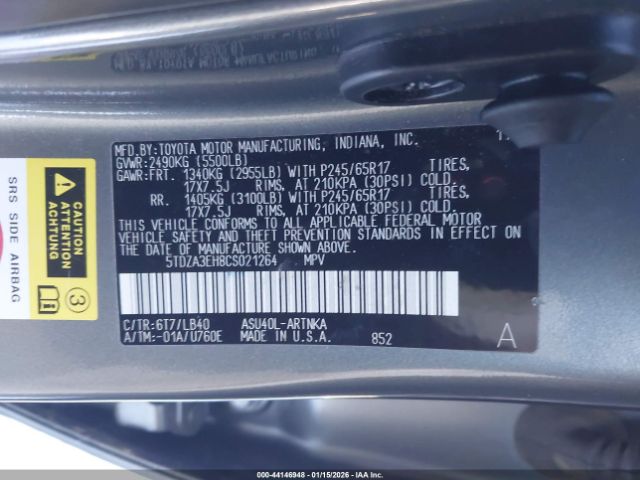 MFD.BY:TOYOTA MOTOR MANUFACTURING, INDIANA, INC.
GVWR:2490KG (5500LB)
GAWR:FRT. 1340KG (2955LB) WITH P245/65R17 TIRES,
17X7.5J RIMS, AT 210KPA (30PSI) COLD,
RR. 1405KG (3100LB) WITH P245/65R17 TIRES,
17X7.5J RIMS, AT 210KPA (30PSI) COLD.
THIS VEHICLE CONFORMS TO ALL APPLICABLE FEDERAL MOTOR
VEHICLE SAFETY AND THEFT PREVENTION STANDARDS IN EFFECT
ON THE DATE OF MANUFACTURE SHOWN ABOVE.
5TDZA3EH8CS021264 MPV
C/TR:6T7/LB40 ASU40L-ARTNKA
A/TM:-01A/U760E MADE IN U.S.A. 852
A
SRS SIDE AIRBAG
CAUTION
ATTENTION
3
000-44146948 - 01/15/2026 - COPYRIGHT © IAA, LLC